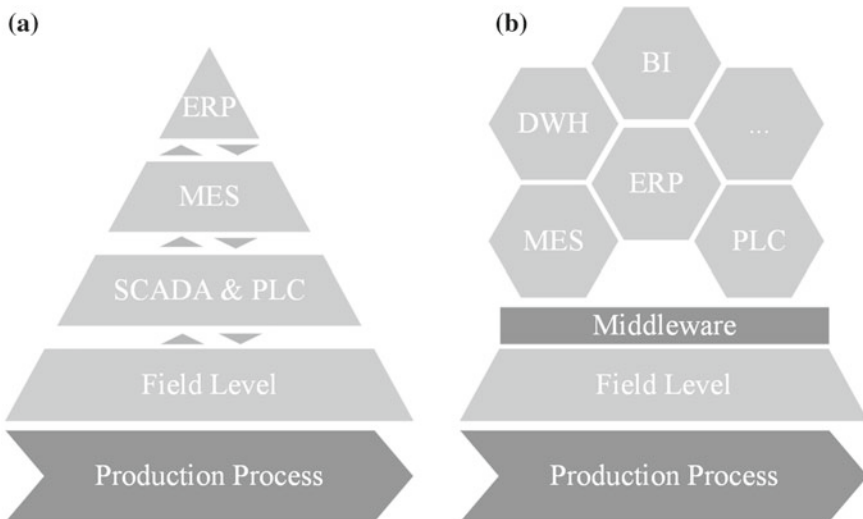 (a)
ERP
MES
SCADA & PLC
Field Level
Production Process
(b)
BI
DWH
...
ERP
MES
PLC
Middleware
Field Level
Production Process